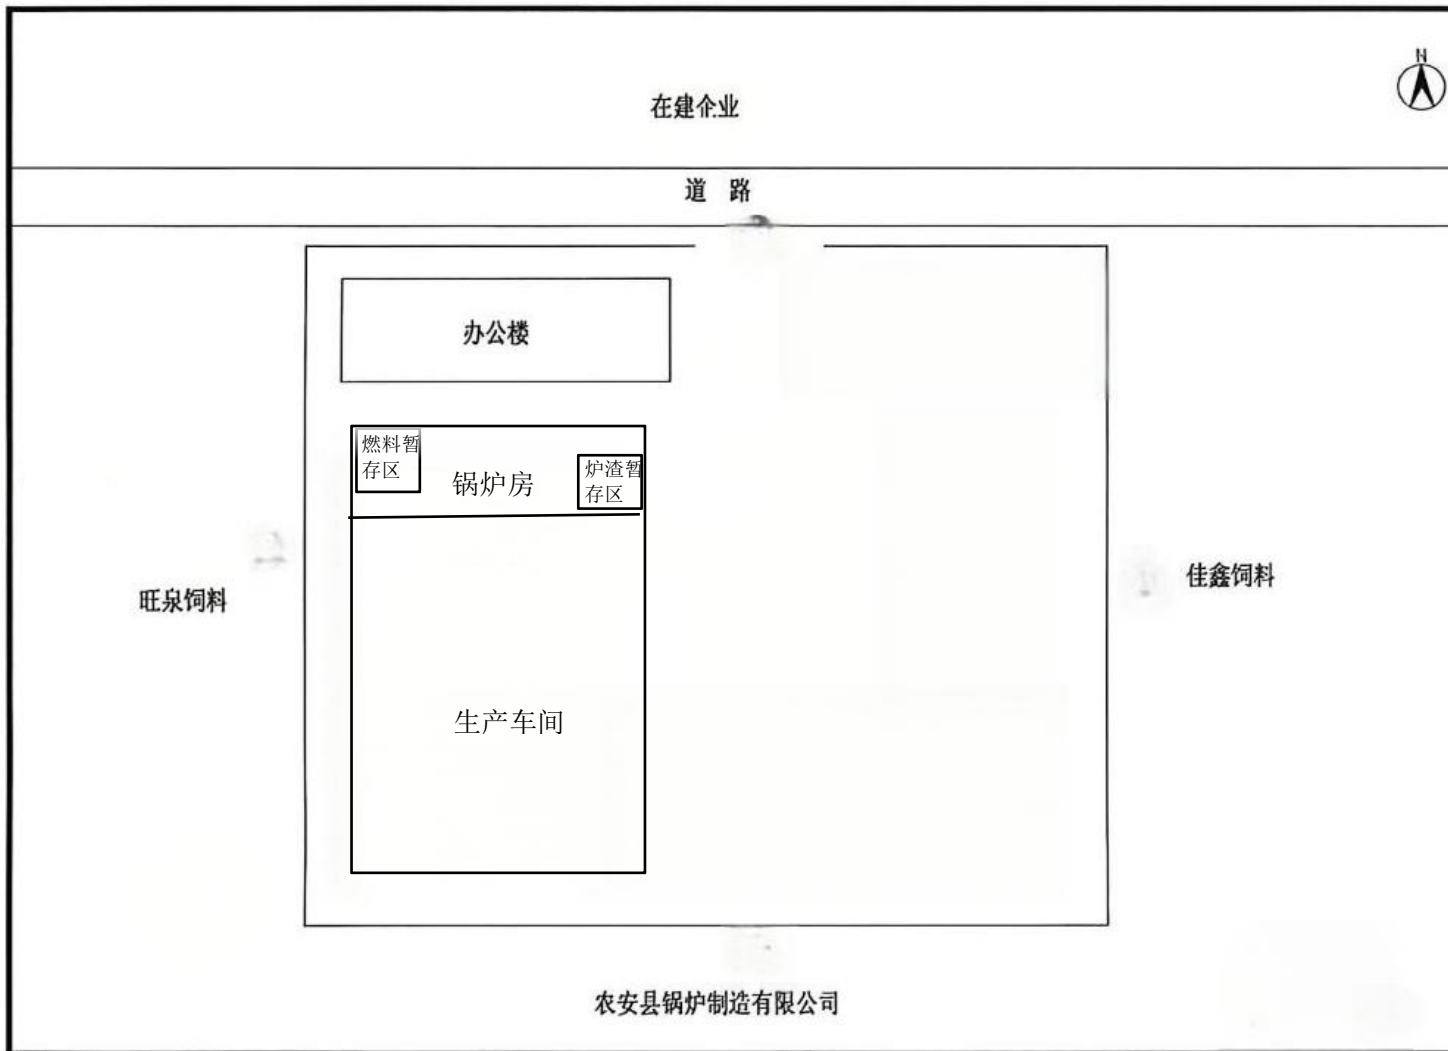 N
在建企业
道 路
办公楼
燃料暂
存区
锅炉房
炉渣暂
存区
旺泉饲料
佳鑫饲料
生产车间
农安县锅炉制造有限公司